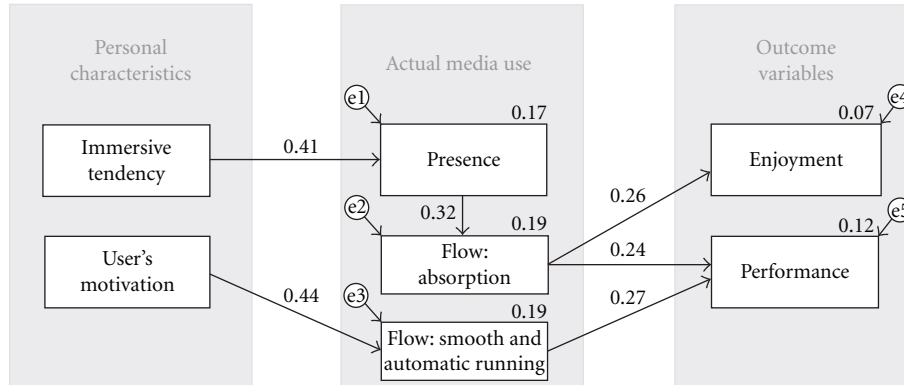 Personal
characteristics
Actual media use
Outcome
variables
e1
0.17
0.07
e4
Immersive
tendency
0.41
Presence
Enjoyment
e2
0.32
0.19
0.26
0.12
e5
User's
motivation
Flow:
absorption
0.24
Performance
0.44
e3
0.19
0.27
Flow: smooth and
automatic running